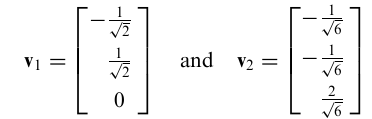 v₁ = [ −1/√2  1/√2  0 ] and v₂ = [ −1/√6  −1/√6  2/√6 ]